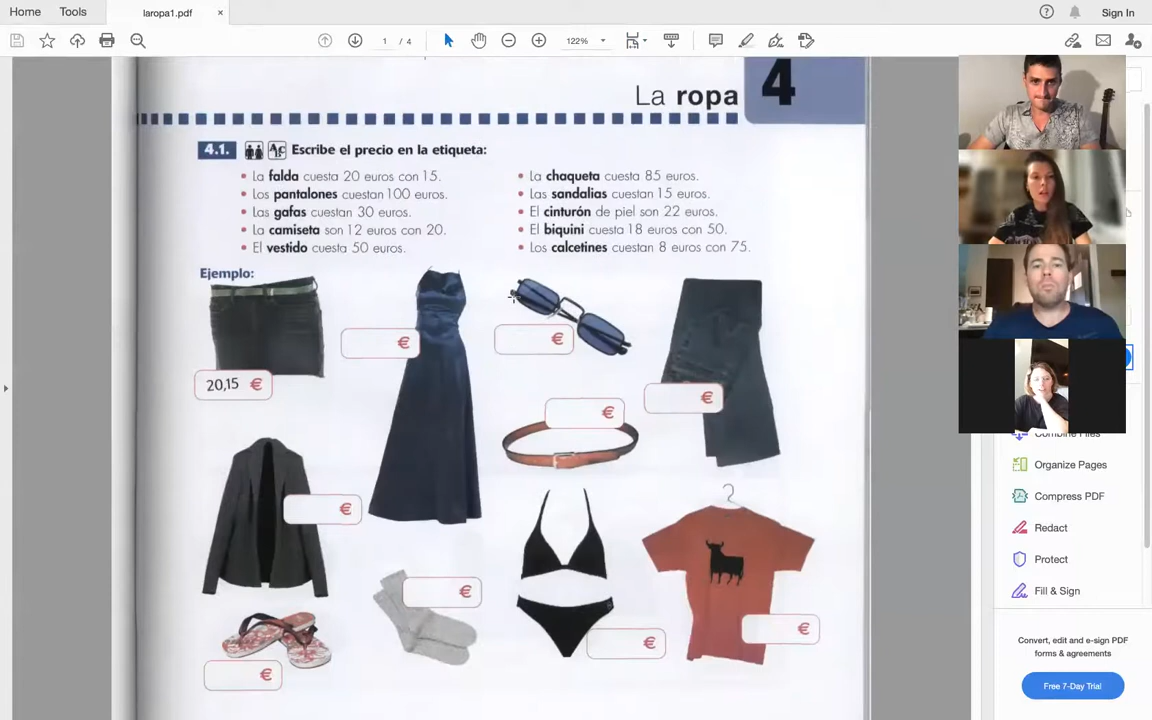 Home Tools laropa1.pdf × Sign In
1 / 4 122%
La ropa 4
4.1. Escribe el precio en la etiqueta:
• La falda cuesta 20 euros con 15.
• Los pantalones cuestan 100 euros.
• Las gafas cuestan 30 euros.
• La camiseta son 12 euros con 20.
• El vestido cuesta 50 euros.
• La chaqueta cuesta 85 euros.
• Las sandalias cuestan 15 euros.
• El cinturón de piel son 22 euros.
• El biquini cuesta 18 euros con 50.
• Los calcetines cuestan 8 euros con 75.
Ejemplo:
€
€
20,15 €
€
€
€
€
€
€
€
Combine Files
Organize Pages
Compress PDF
Redact
Protect
Fill & Sign
Convert, edit and e-sign PDF
forms & agreements
Free 7-Day Trial